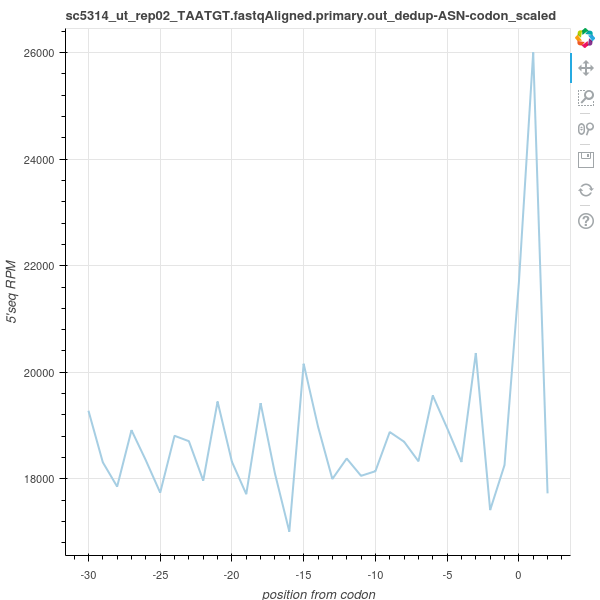 sc5314_ut_rep02_TAATGT.fastqAligned.primary.out_dedup-ASN-codon_scaled
26000
24000
22000
20000
18000
5'seq RPM
-30 -25 -20 -15 -10 -5 0
position from codon